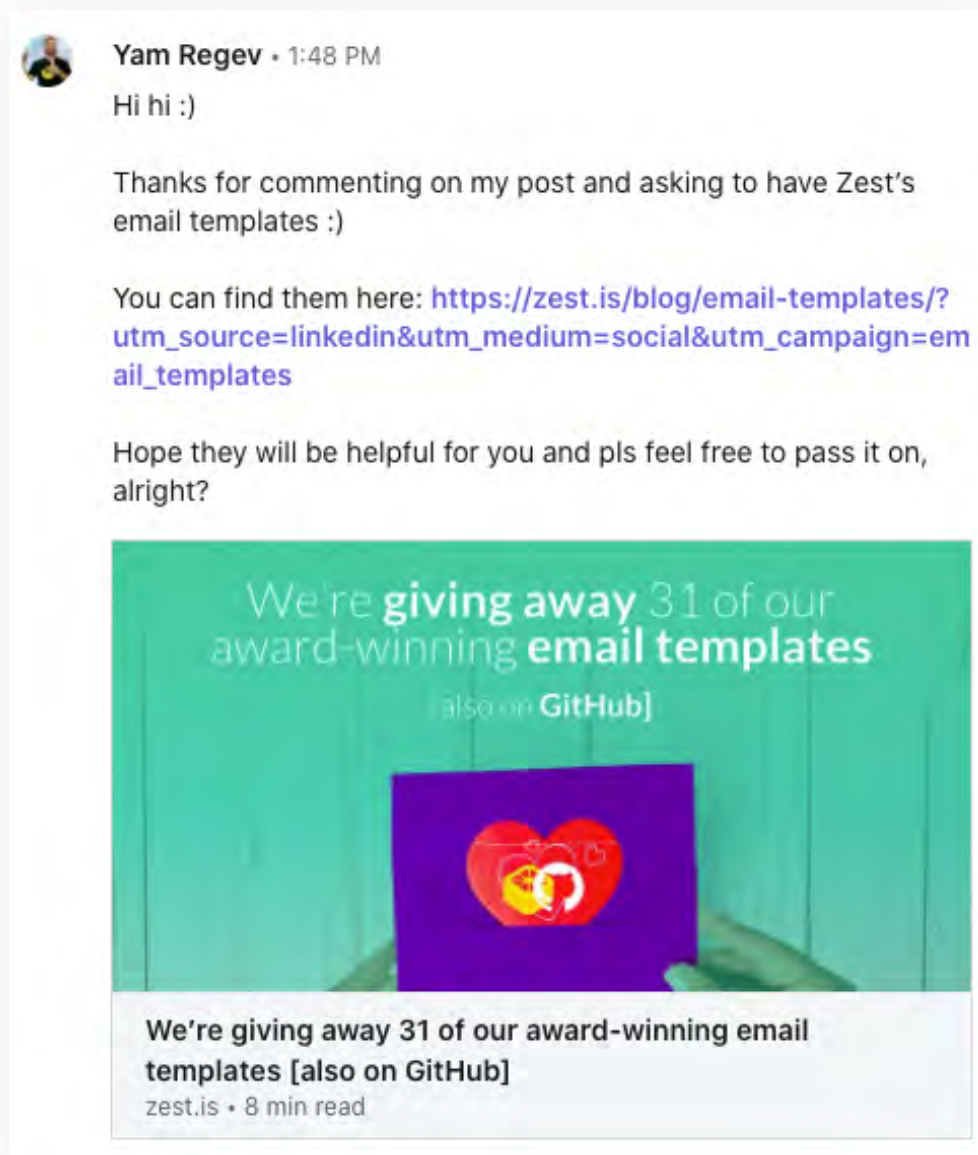 Yam Regev • 1:48 PM
Hi hi :)
Thanks for commenting on my post and asking to have Zest's
email templates :)
You can find them here: https://zest.is/blog/email-templates/?
utm_source=linkedin&utm_medium=social&utm_campaign=em
ail_templates
Hope they will be helpful for you and pls feel free to pass it on,
alright?
We're giving away 31 of our
award-winning email templates
also on GitHub]
We're giving away 31 of our award-winning email
templates [also on GitHub]
zest.is • 8 min read